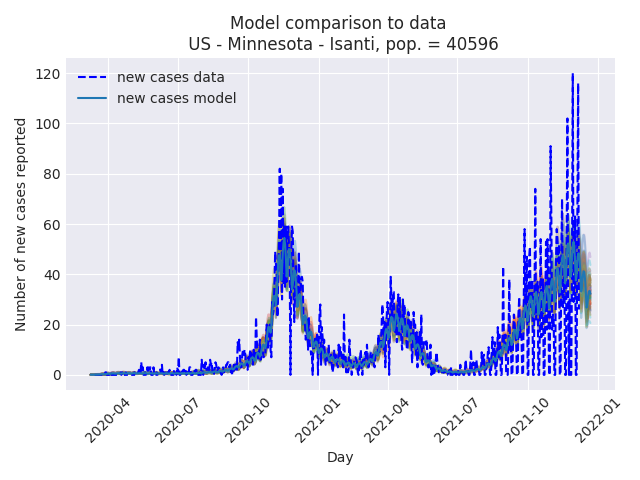 Model comparison to data
US - Minnesota - Isanti, pop. = 40596
new cases data
new cases model
Number of new cases reported
120
100
80
60
40
20
0
2020-04
2020-07
2020-10
2021-01
2021-04
2021-07
2021-10
2022-01
Day